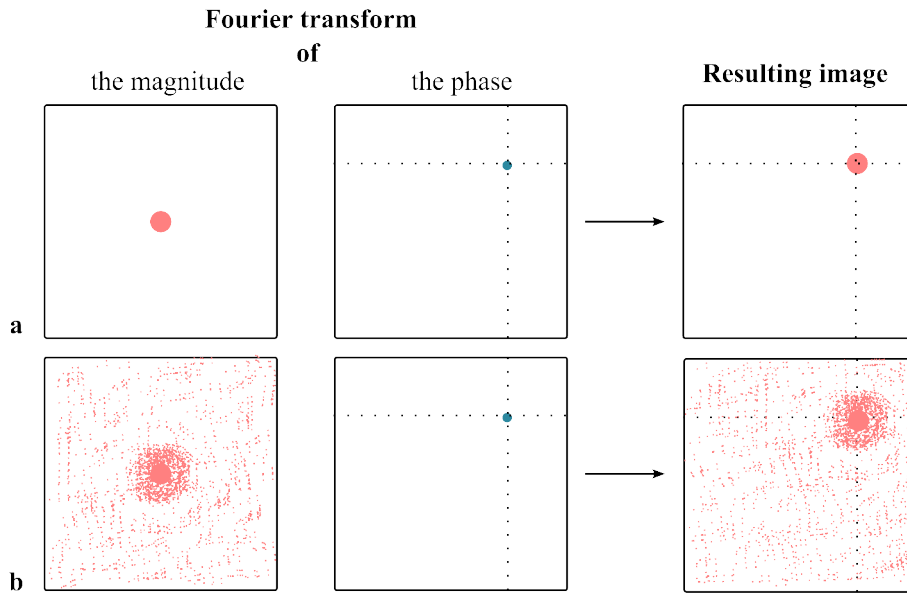 Fourier transform
of
the magnitude
the phase
Resulting image
a
b